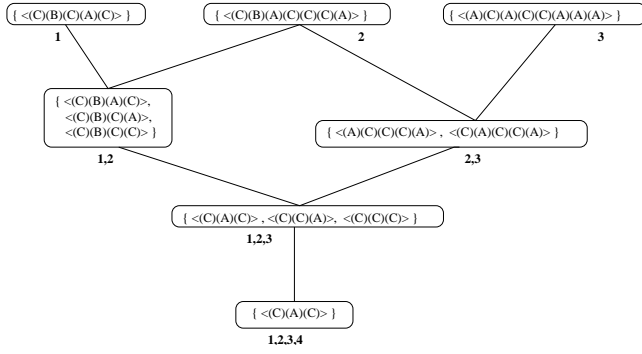 { <(C)(B)(C)(A)(C)> }
{ <(C)(B)(A)(C)(C)(C)(A)> }
{ <(A)(C)(A)(C)(C)(A)(A)(A)> }
1
2
3
{ <(C)(B)(A)(C)>,
<(C)(B)(C)(A)>,
<(C)(B)(C)(C)> }
{ <(A)(C)(C)(C)(A)> , <(C)(A)(C)(C)(A)> }
1,2
2,3
{ <(C)(A)(C)> , <(C)(C)(A)>, <(C)(C)(C)> }
1,2,3
{ <(C)(A)(C)> }
1,2,3,4